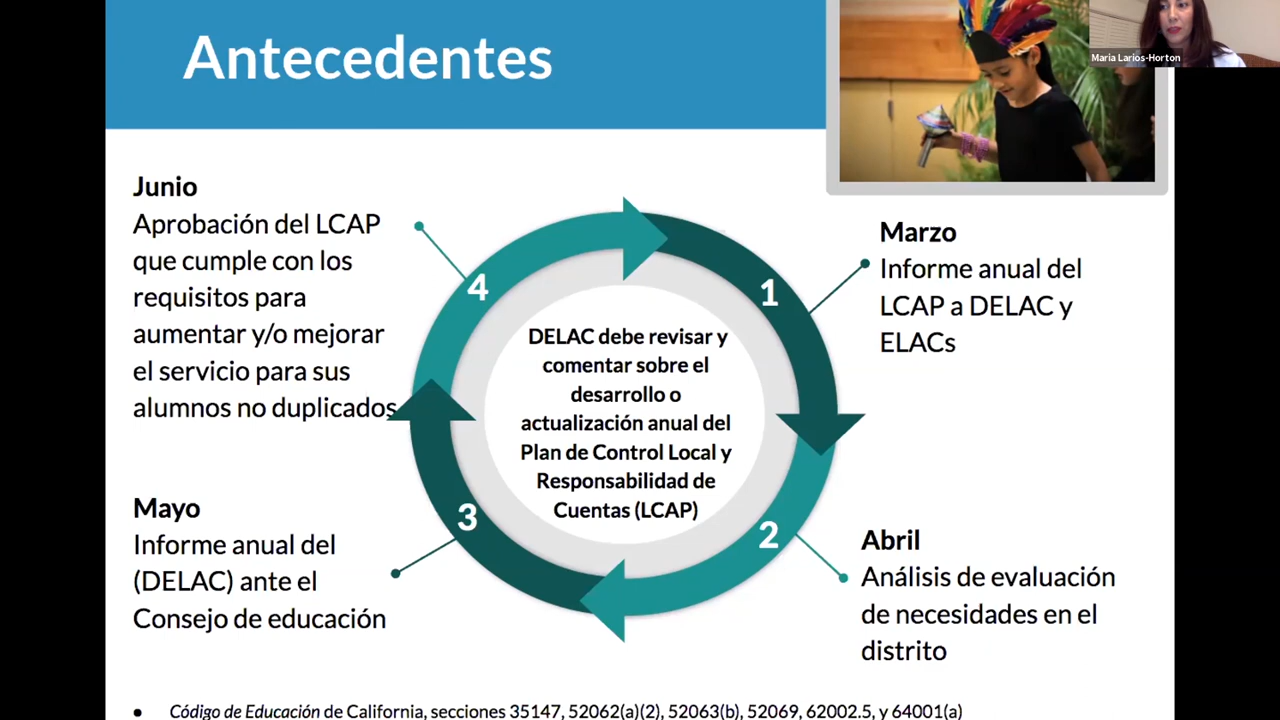 Antecedentes
Maria Larios-Horton
Junio
Aprobación del LCAP
que cumple con los
requisitos para
aumentar y/o mejorar
el servicio para sus
alumnos no duplicados
4
1
Marzo
Informe anual del
LCAP a DELAC y
ELACs
DELAC debe revisar y
comentar sobre el
desarrollo o
actualización anual del
Plan de Control Local y
Responsabilidad de
Cuentas (LCAP)
Mayo
Informe anual del
(DELAC) ante el
Consejo de educación
3
2
Abril
Análisis de evaluación
de necesidades en el
distrito
• Código de Educación de California, secciones 35147, 52062(a)(2), 52063(b), 52069, 62002.5, y 64001(a)